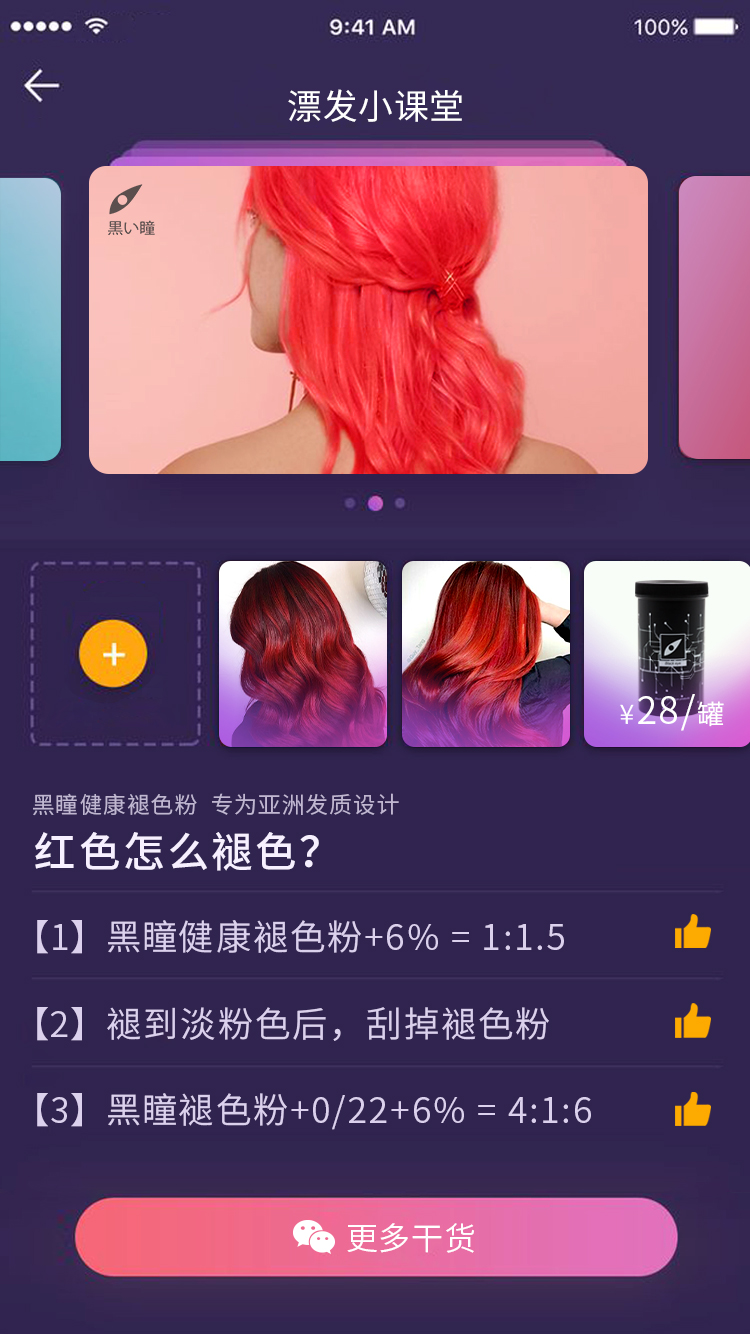 9:41 AM
100%
漂发小课堂
黒い瞳
¥28/罐
黑瞳健康褪色粉 专为亚洲发质设计
红色怎么褪色?
【1】黑瞳健康褪色粉+6% = 1:1.5
【2】褪到淡粉色后，刮掉褪色粉
【3】黑瞳褪色粉+0/22+6% = 4:1:6
更多干货